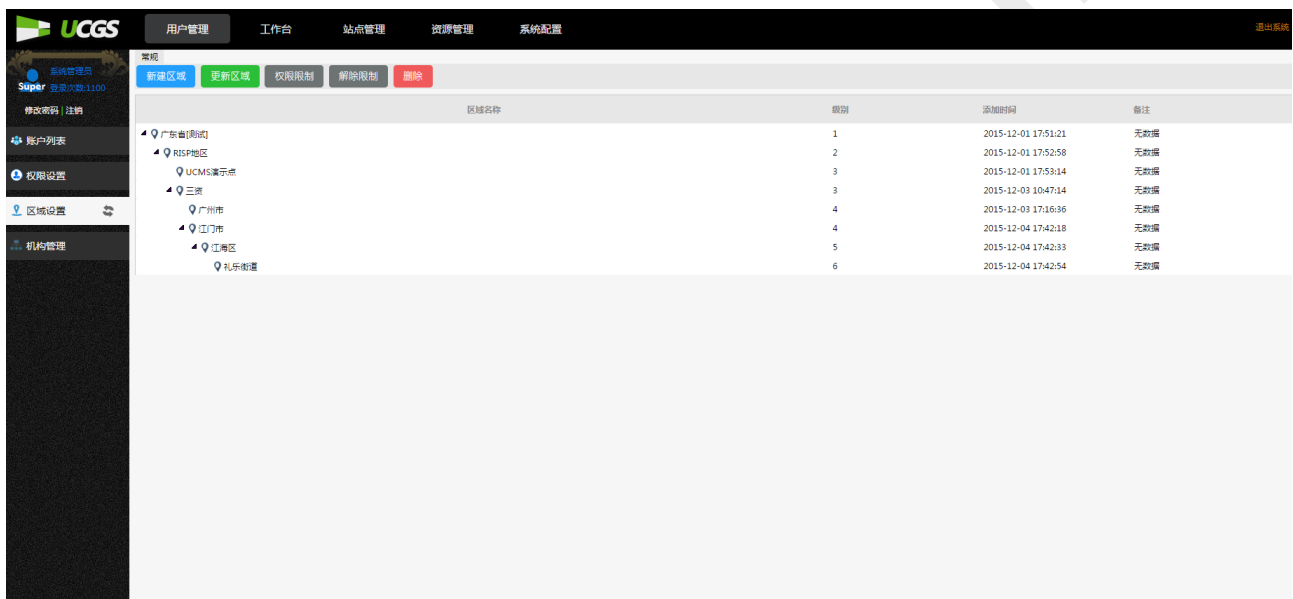 UCGS 用户管理 工作台 站点管理 资源管理 系统配置 退出系统
系统管理员
Super 登录次数:1100
修改密码 | 注销
账户列表
权限设置
区域设置
机构管理
常规
新建区域 更新区域 权限限制 解除限制 删除
区域名称 级别 添加时间 备注
广东省[测试] 1 2015-12-01 17:51:21 无数据
RISP地区 2 2015-12-01 17:52:58 无数据
UCMS演示点 3 2015-12-01 17:53:14 无数据
三资 3 2015-12-03 10:47:14 无数据
广州市 4 2015-12-03 17:16:36 无数据
江门市 4 2015-12-04 17:42:18 无数据
江海区 5 2015-12-04 17:42:33 无数据
礼乐街道 6 2015-12-04 17:42:54 无数据